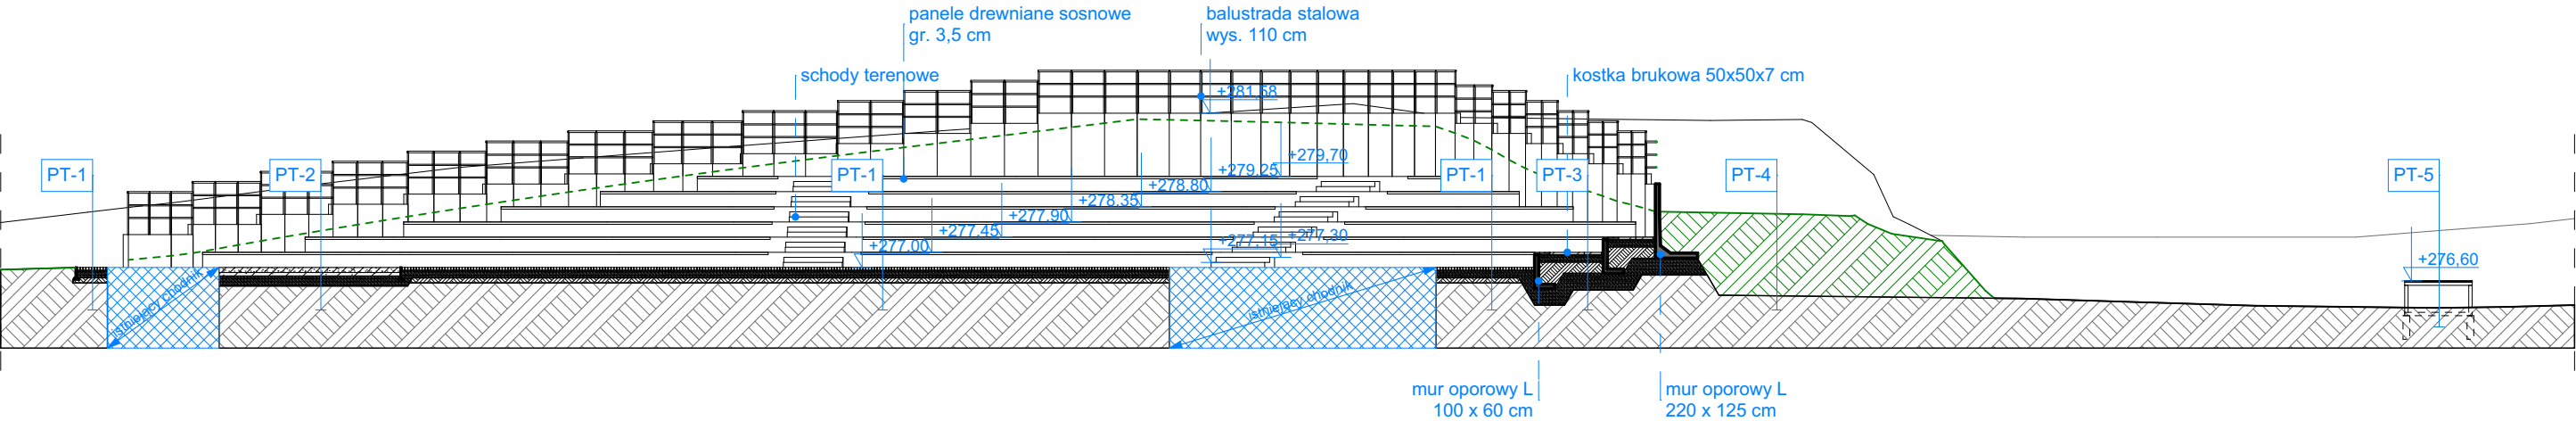 panele drewniane sosnowe
gr. 3,5 cm
balustrada stalowa
wys. 110 cm
schody terenowe
kostka brukowa 50x50x7 cm
+281,58
+279,70
+279,25
+278,80
+278,35
+277,90
+277,45
+277,00
+277,15
+277,30
PT-1
PT-2
PT-1
PT-1
PT-3
PT-4
PT-5
+276,60
istniejący chodnik
istniejący chodnik
mur oporowy L
100 x 60 cm
mur oporowy L
220 x 125 cm